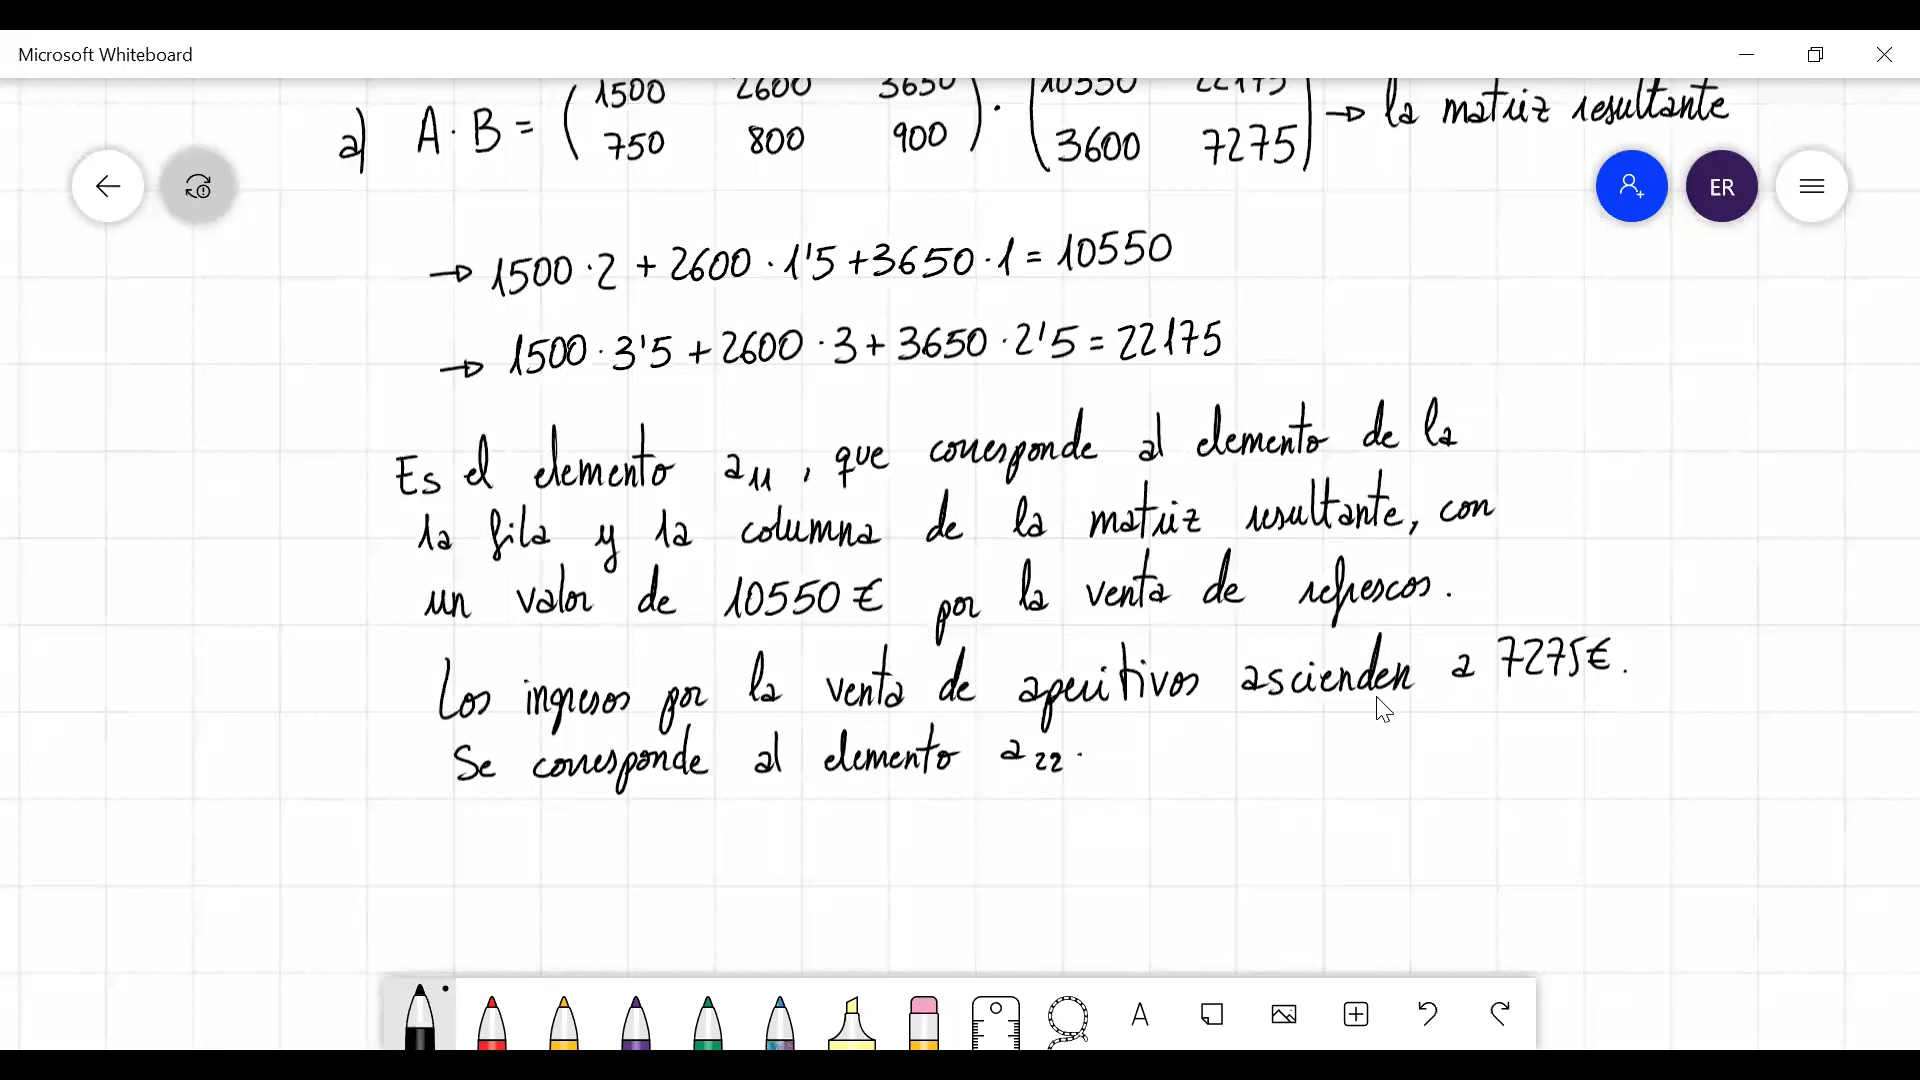 Microsoft Whiteboard
1500 2600 3650 10550 22175 → la matriz resultante
a) A · B = ( 750 800 900 ) · ( 3600 7275 )
ER
→ 1500 · 2 + 2600 · 1'5 + 3650 · 1 = 10550
→ 1500 · 3'5 + 2600 · 3 + 3650 · 2'5 = 22175
Es el elemento a11, que corresponde al elemento de la
1a fila y 1a columna de la matriz resultante, con
un valor de 10550 € por la venta de refrescos.
Los ingresos por la venta de aperitivos ascienden a 7275€.
Se corresponde al elemento a22.
A